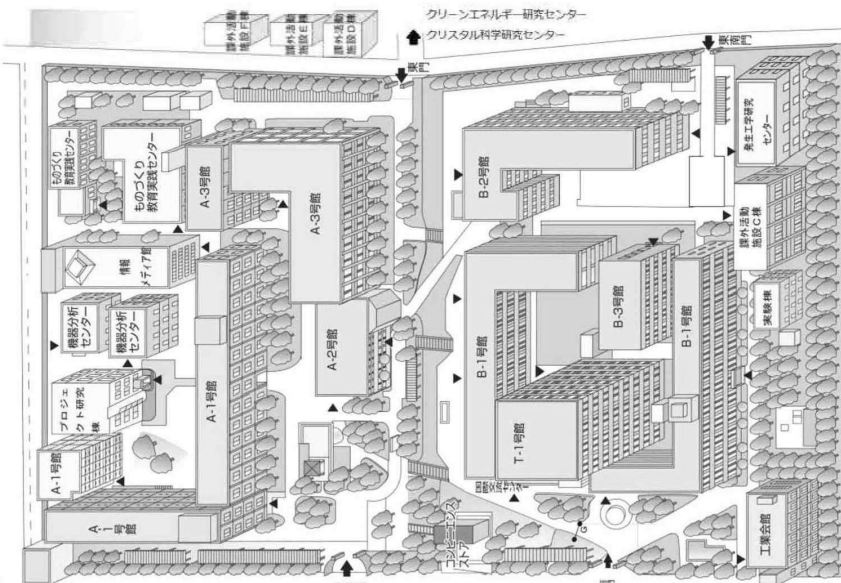 クリーンエネルギー研究センター
クリスタル科学研究センター
課外活動
施設F棟
課外活動
施設E棟
課外活動
施設D棟
東門
東南門
ものづくり
教育実践センター
ものづくり
教育実践センター
A-3号館
A-3号館
B-2号館
発生工学研究
センター
情報
メディア館
課外活動
施設C棟
機器分析
センター
機器分析
センター
A-2号館
B-1号館
B-3号館
B-1号館
実験棟
プロジェ
クト研究
棟
A-1号館
A-1号館
T-1号館
A-1号館
コンビニエンス
ストア
G
工業会館